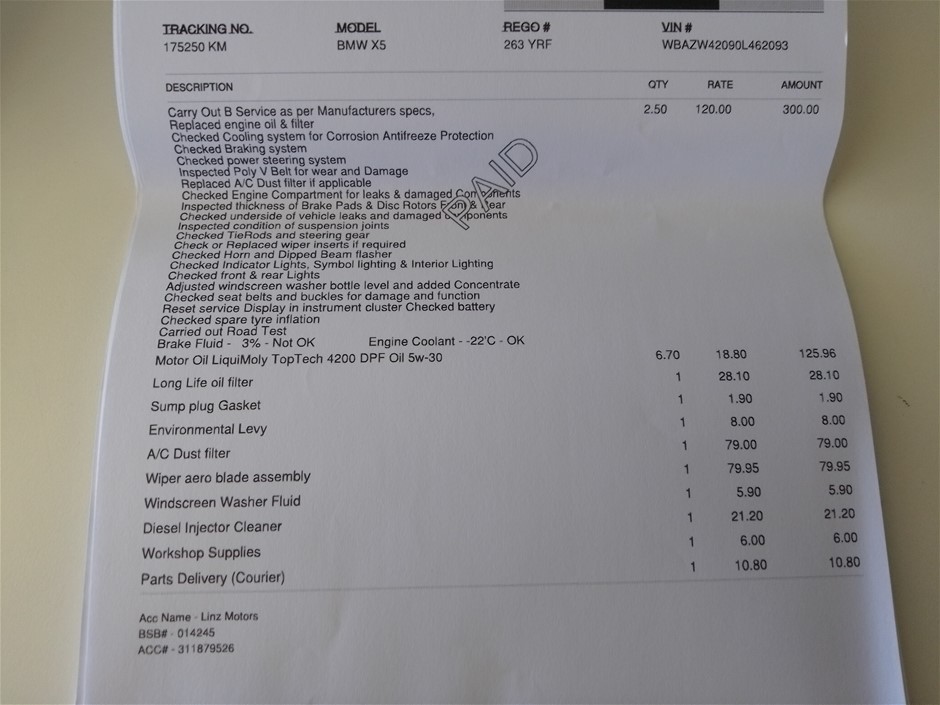 TRACKING NO. MODEL REGO # VIN #
175250 KM BMW X5 263 YRF WBAZW42090L462093
DESCRIPTION QTY RATE AMOUNT
Carry Out B Service as per Manufacturers specs, 2.50 120.00 300.00
Replaced engine oil & filter
Checked Cooling system for Corrosion Antifreeze Protection
Checked Braking system
Checked power steering system
Inspected Poly V Belt for wear and Damage
Replaced A/C Dust filter if applicable
Checked Engine Compartment for leaks & damaged Components
Inspected thickness of Brake Pads & Disc Rotors Front & Rear
Checked underside of vehicle leaks and damaged components
Inspected condition of suspension joints
Checked TieRods and steering gear
Check or Replaced wiper inserts if required
Checked Horn and Dipped Beam flasher
Checked Indicator Lights, Symbol lighting & Interior Lighting
Checked front & rear Lights
Adjusted windscreen washer bottle level and added Concentrate
Checked seat belts and buckles for damage and function
Reset service Display in instrument cluster Checked battery
Checked spare tyre inflation
Carried out Road Test
Brake Fluid - 3% - Not OK Engine Coolant - -22'C - OK
PAID
Motor Oil LiquiMoly TopTech 4200 DPF Oil 5w-30 6.70 18.80 125.96
Long Life oil filter 1 28.10 28.10
Sump plug Gasket 1 1.90 1.90
Environmental Levy 1 8.00 8.00
A/C Dust filter 1 79.00 79.00
Wiper aero blade assembly 1 79.95 79.95
Windscreen Washer Fluid 1 5.90 5.90
Diesel Injector Cleaner 1 21.20 21.20
Workshop Supplies 1 6.00 6.00
Parts Delivery (Courier) 1 10.80 10.80
Acc Name - Linz Motors
BSB# - 014245
ACC# - 311879526